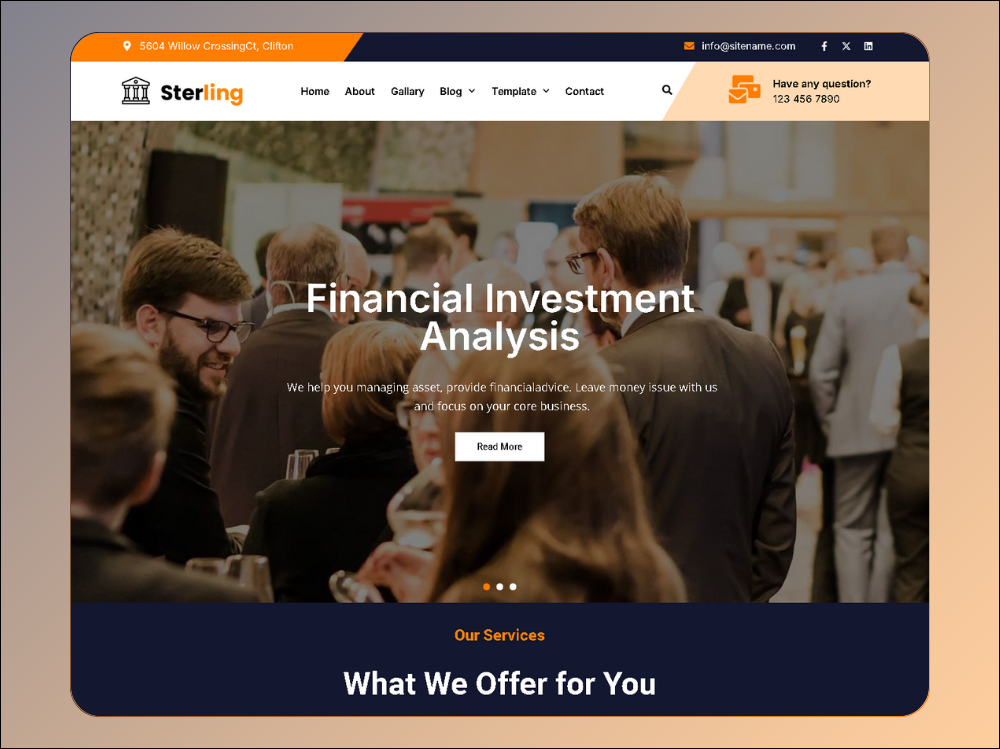 5604 Willow CrossingCt, Clifton
info@sitename.com
Sterling
Home About Gallary Blog Template Contact
Have any question?
123 456 7890
Financial Investment
Analysis
We help you managing asset, provide financialadvice. Leave money issue with us
and focus on your core business.
Read More
Our Services
What We Offer for You